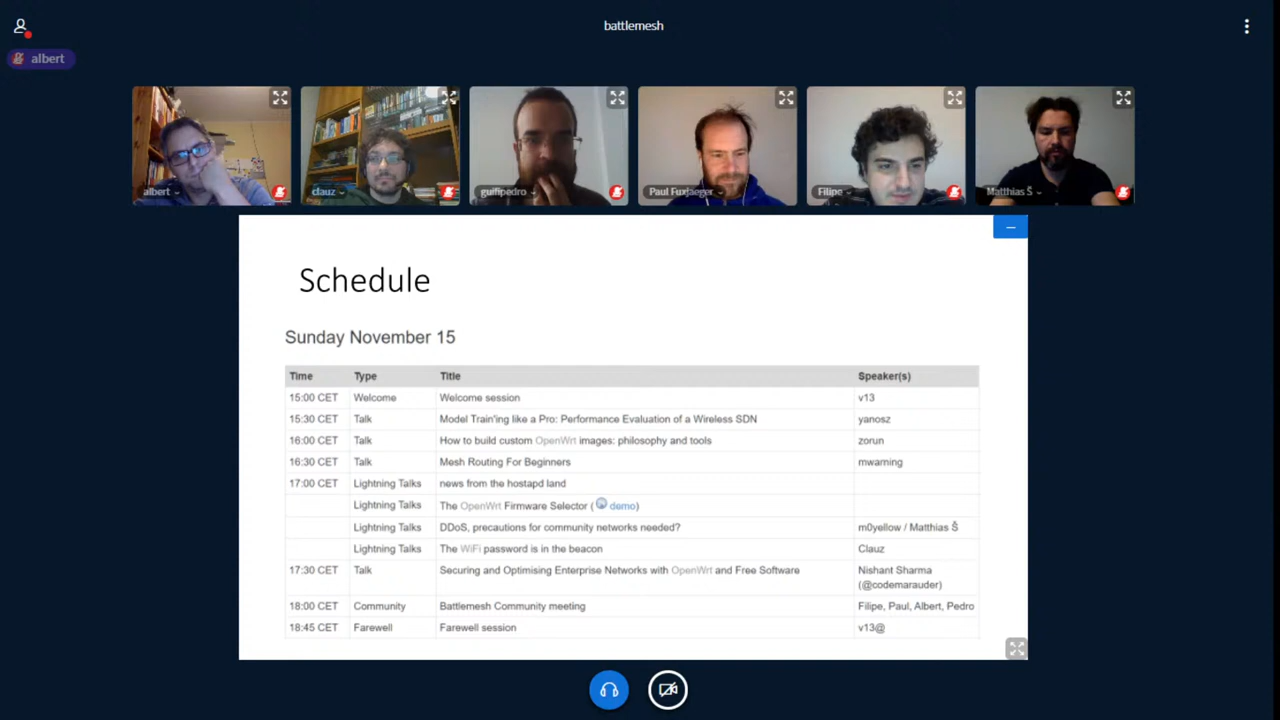 battlemesh
albert
albert
clauz
guifipedro
Paul Fuxjaeger
Filipe
Matthias Š
Schedule
Sunday November 15
Time Type Title Speaker(s)
15:00 CET Welcome Welcome session v13
15:30 CET Talk Model Train'ing like a Pro: Performance Evaluation of a Wireless SDN yanosz
16:00 CET Talk How to build custom OpenWrt images: philosophy and tools zorun
16:30 CET Talk Mesh Routing For Beginners mwarning
17:00 CET Lightning Talks news from the hostapd land
Lightning Talks The OpenWrt Firmware Selector ( demo)
Lightning Talks DDoS, precautions for community networks needed? m0yellow / Matthias Š
Lightning Talks The WiFi password is in the beacon Clauz
17:30 CET Talk Securing and Optimising Enterprise Networks with OpenWrt and Free Software Nishant Sharma
(@codemarauder)
18:00 CET Community Battlemesh Community meeting Filipe, Paul, Albert, Pedro
18:45 CET Farewell Farewell session v13@